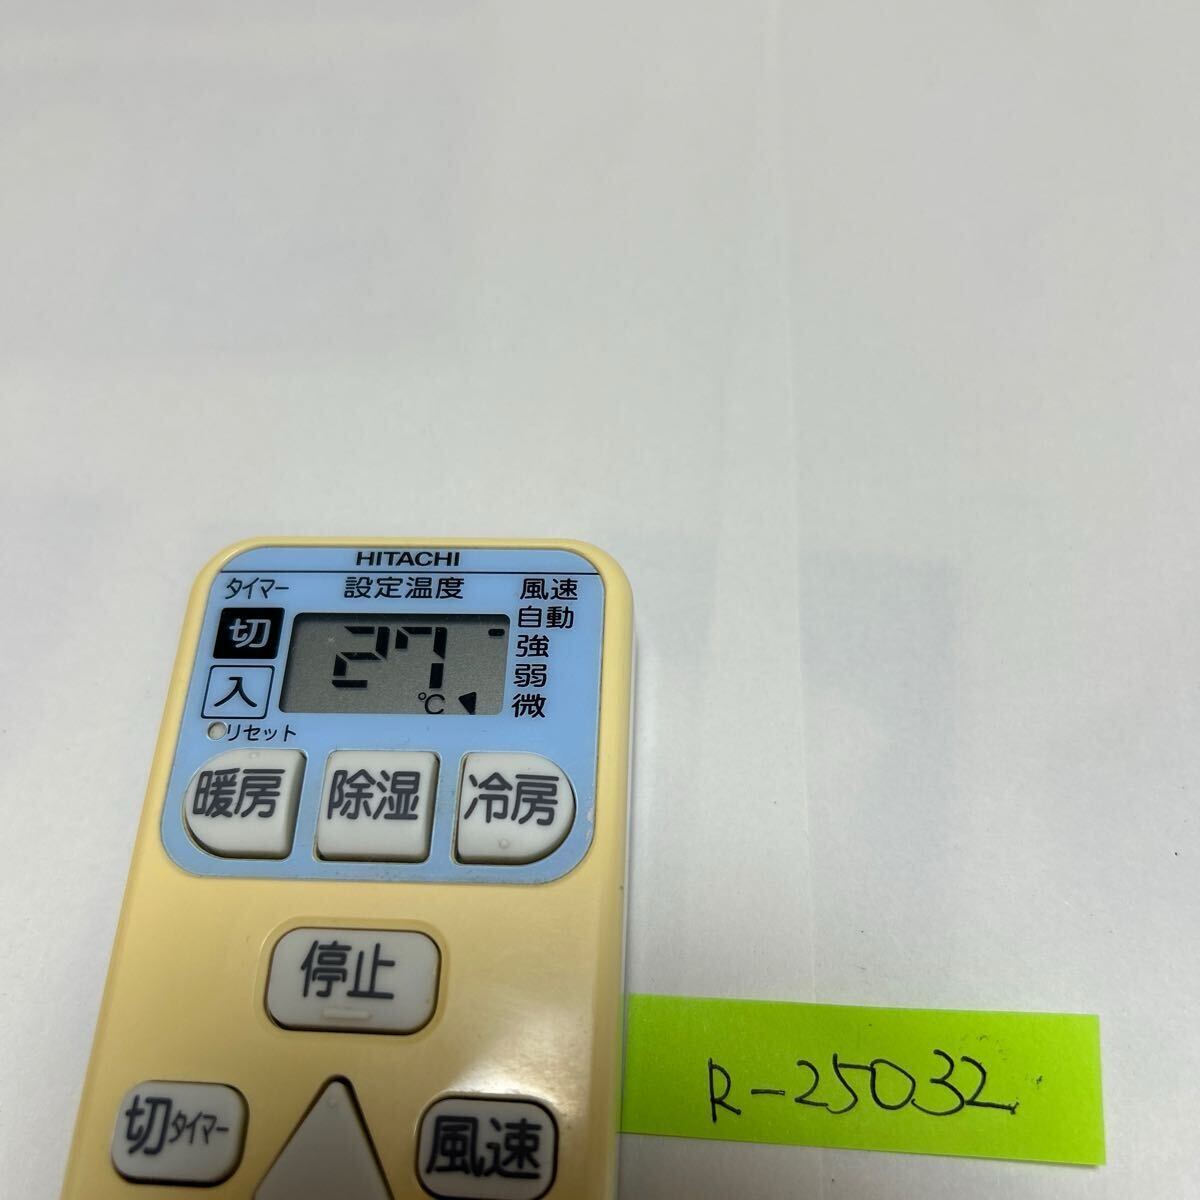 HITACHI
タイマー 設定温度 風速
切 27℃ 自動
強
弱
入 微
リセット
暖房 除湿 冷房
停止
切タイマー 風速
R-25032